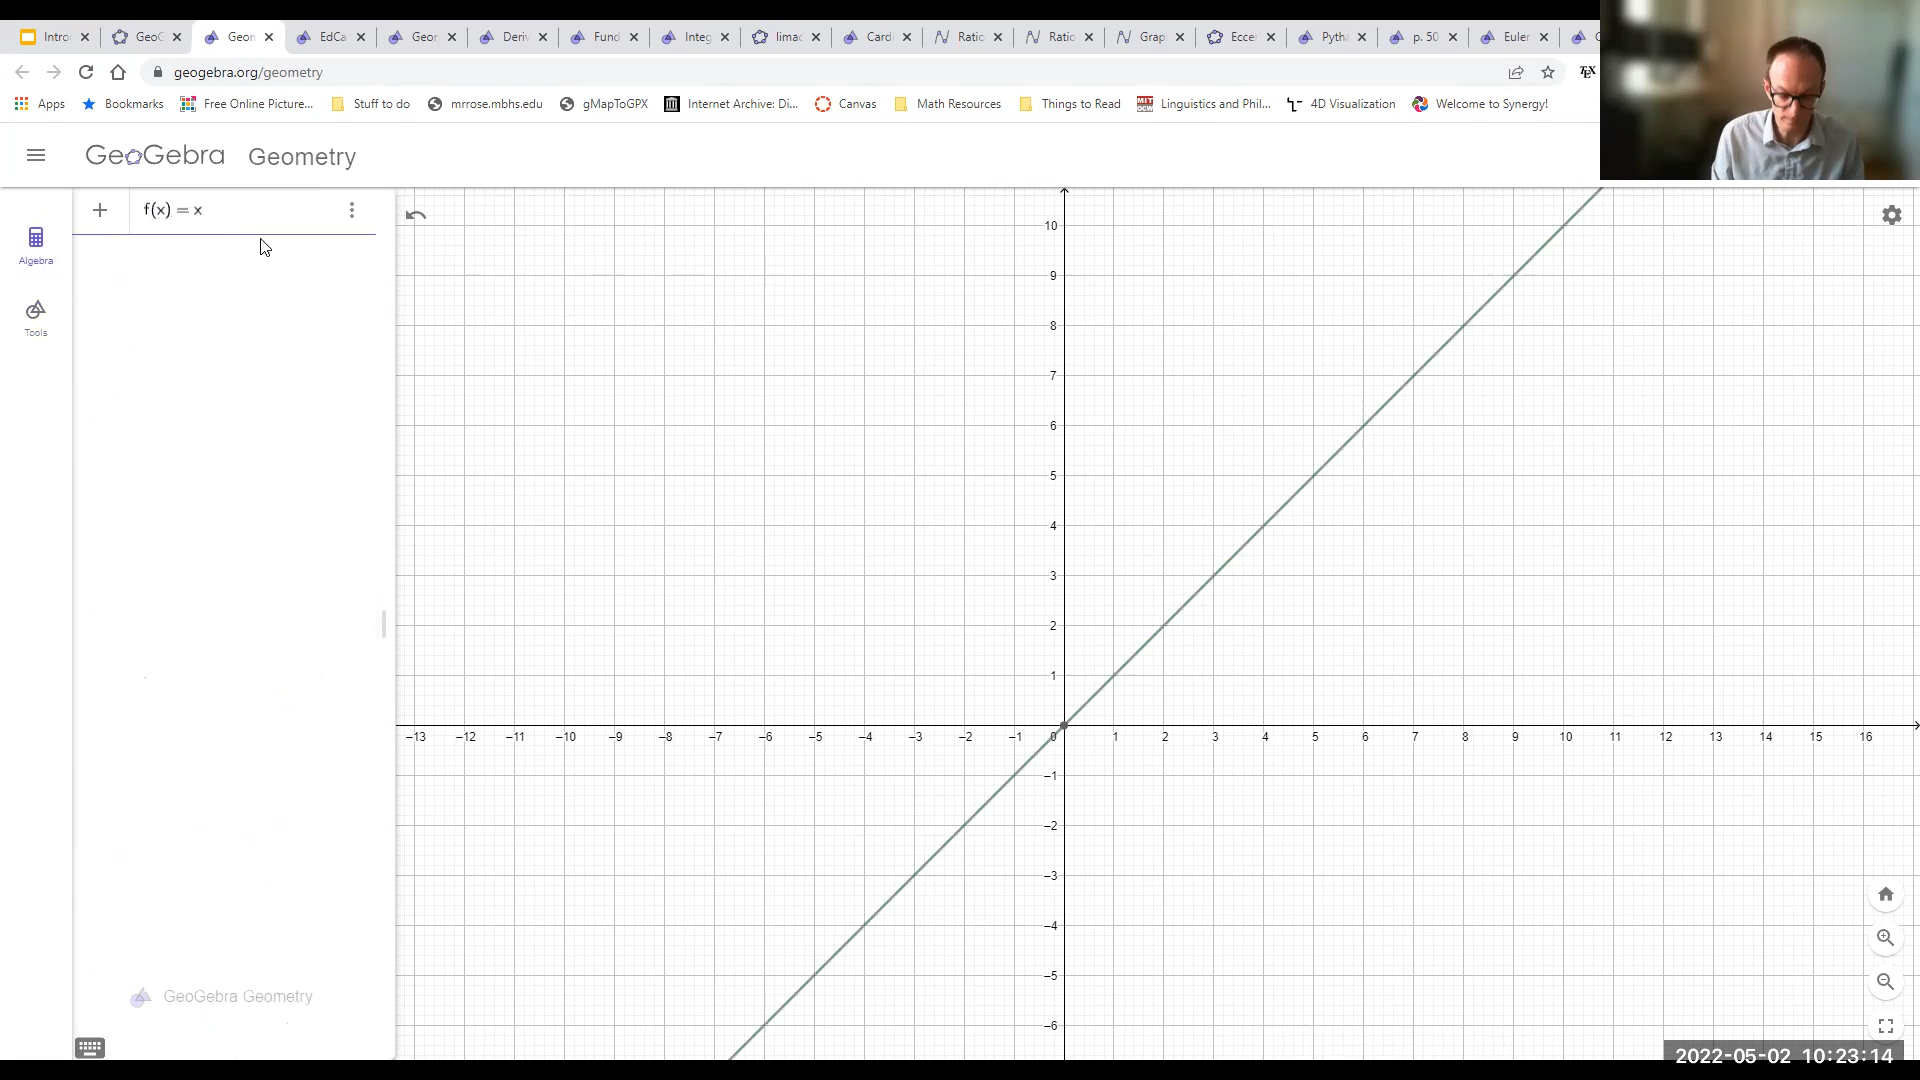 Intro GeoG Geon EdCa Geor Deriv Fund Integ limac Cardi Ratio Ratio Grap Ecce Pytha p. 50 Euler
geogebra.org/geometry
Apps Bookmarks Free Online Picture... Stuff to do mrrose.mbhs.edu gMapToGPX Internet Archive: Di... Canvas Math Resources Things to Read Linguistics and Phil... 4D Visualization Welcome to Synergy!
GeoGebra Geometry
f(x) = x
Algebra
Tools
10
9
8
7
6
5
4
3
2
1
−13 −12 −11 −10 −9 −8 −7 −6 −5 −4 −3 −2 −1 0 1 2 3 4 5 6 7 8 9 10 11 12 13 14 15 16
−1
−2
−3
−4
−5
−6
GeoGebra Geometry
2022-05-02 10:23:14